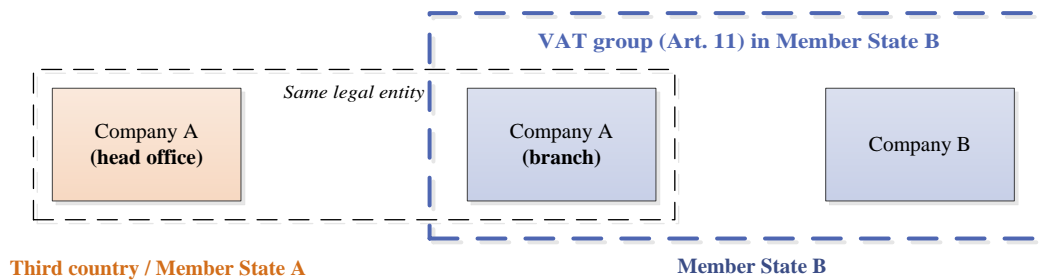 VAT group (Art. 11) in Member State B
Same legal entity
Company A
(head office)
Company A
(branch)
Company B
Third country / Member State A
Member State B